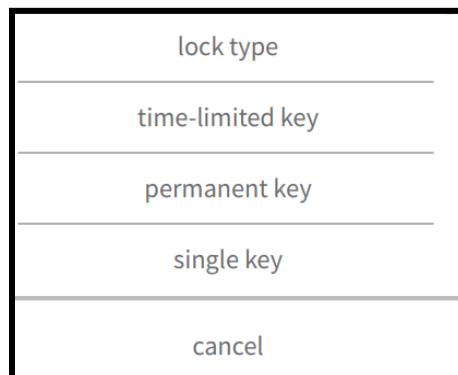 lock type
time-limited key
permanent key
single key
cancel